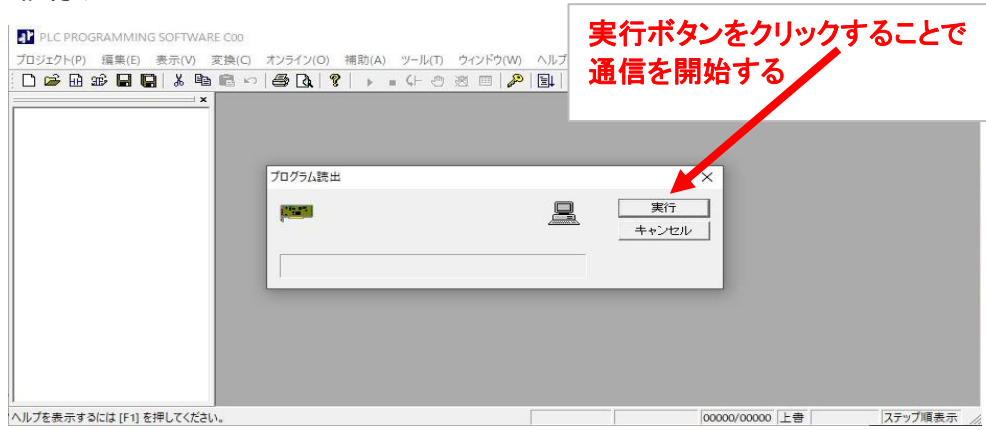 実行ボタンをクリックすることで
通信を開始する
PLC PROGRAMMING SOFTWARE C00
プロジェクト(P) 編集(E) 表示(V) 変換(C) オンライン(O) 補助(A) ツール(T) ウィンドウ(W) ヘルプ
プログラム読出
実行
キャンセル
ヘルプを表示するには [F1] を押してください。
00000/00000 上書 ステップ順表示